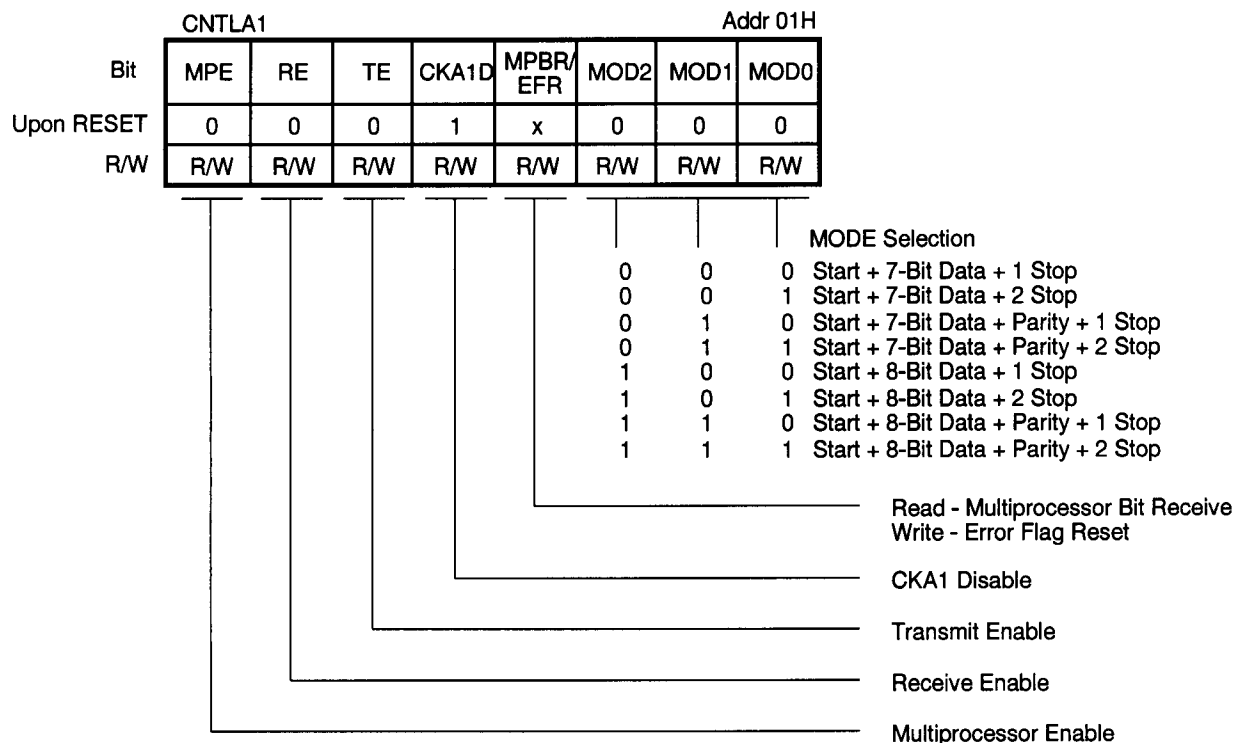 CNTLA1 Addr 01H
Bit MPE RE TE CKA1D MPBR/ EFR MOD2 MOD1 MOD0
Upon RESET 0 0 0 1 x 0 0 0
R/W R/W R/W R/W R/W R/W R/W R/W R/W
MODE Selection
0 0 0 Start + 7-Bit Data + 1 Stop
0 0 1 Start + 7-Bit Data + 2 Stop
0 1 0 Start + 7-Bit Data + Parity + 1 Stop
0 1 1 Start + 7-Bit Data + Parity + 2 Stop
1 0 0 Start + 8-Bit Data + 1 Stop
1 0 1 Start + 8-Bit Data + 2 Stop
1 1 0 Start + 8-Bit Data + Parity + 1 Stop
1 1 1 Start + 8-Bit Data + Parity + 2 Stop
Read - Multiprocessor Bit Receive
Write - Error Flag Reset
CKA1 Disable
Transmit Enable
Receive Enable
Multiprocessor Enable